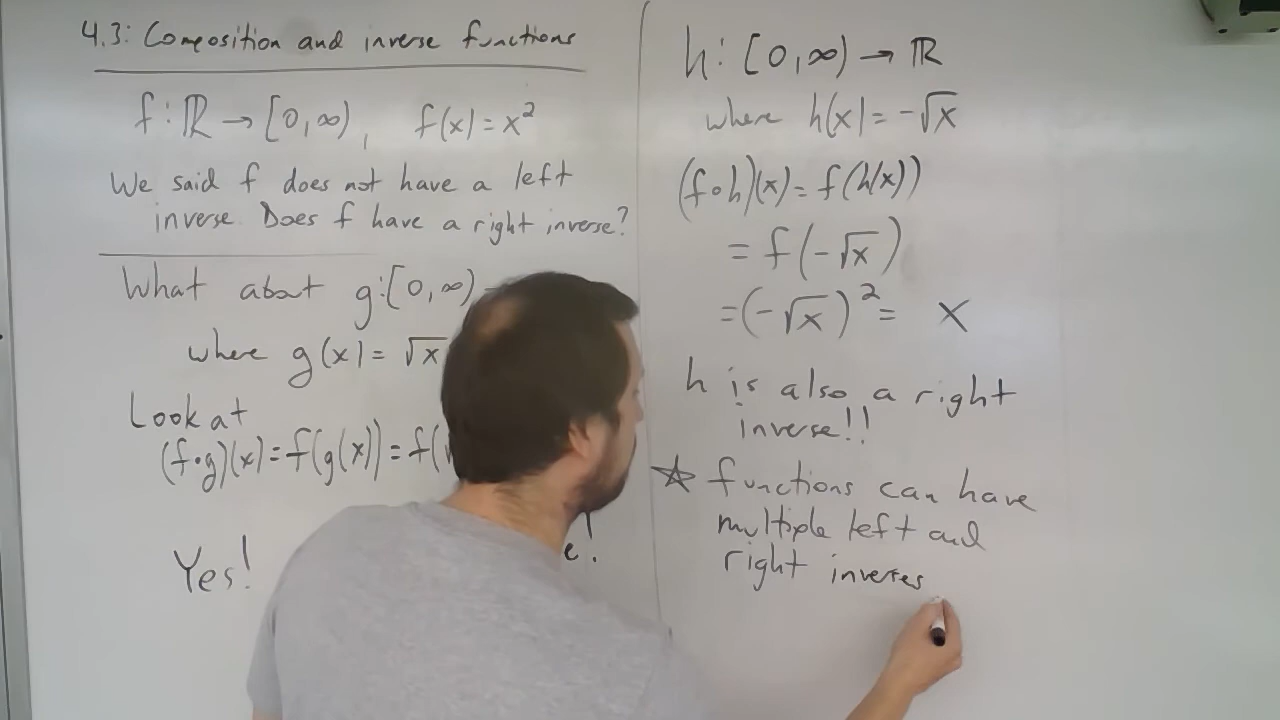 4.3: Composition and inverse functions
f : ℝ → [0,∞), f(x) = x²
We said f does not have a left
inverse. Does f have a right inverse?
What about g:[0,∞)
where g(x) = √x
Look at
(f∘g)(x) = f(g(x)) = f(
Yes!
h : [0,∞) → ℝ
where h(x) = -√x
(f∘h)(x) = f(h(x))
= f(-√x)
= (-√x)² = x
h is also a right
inverse!!
☆ functions can have
multiple left and
right inverses